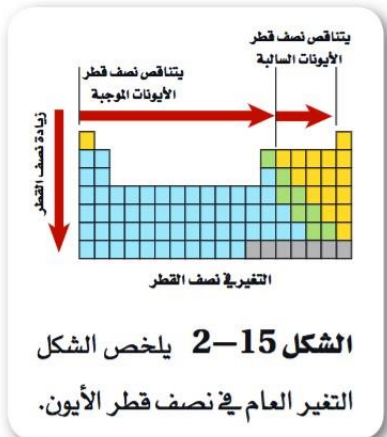 يتناقص نصف قطر
الأيونات السالبة
يتناقص نصف قطر
الأيونات الموجبة
زيادة نصف القطر
التغير في نصف القطر
الشكل 15–2 يلخص الشكل
التغير العام في نصف قطر الأيون.